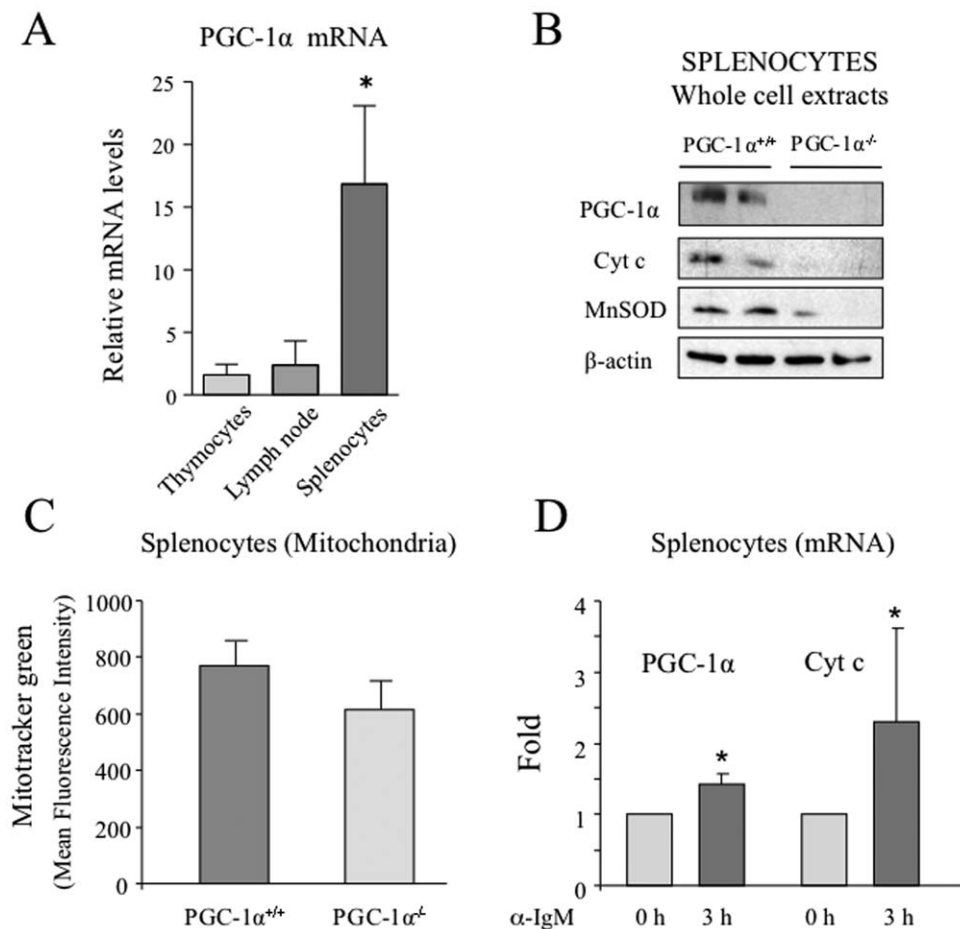 A
PGC-1α mRNA
Relative mRNA levels
25
20
15
10
5
0
*
Thymocytes
Lymph node
Splenocytes
B
SPLENOCYTES
Whole cell extracts
PGC-1α+/+ PGC-1α-/-
PGC-1α
Cyt c
MnSOD
β-actin
C
Splenocytes (Mitochondria)
Mitotracker green
(Mean Fluorescence Intensity)
1000
800
600
400
200
0
PGC-1α+/+ PGC-1α-/-
D
Splenocytes (mRNA)
Fold
4
3
2
1
0
PGC-1α Cyt c
* *
α-IgM 0 h 3 h 0 h 3 h